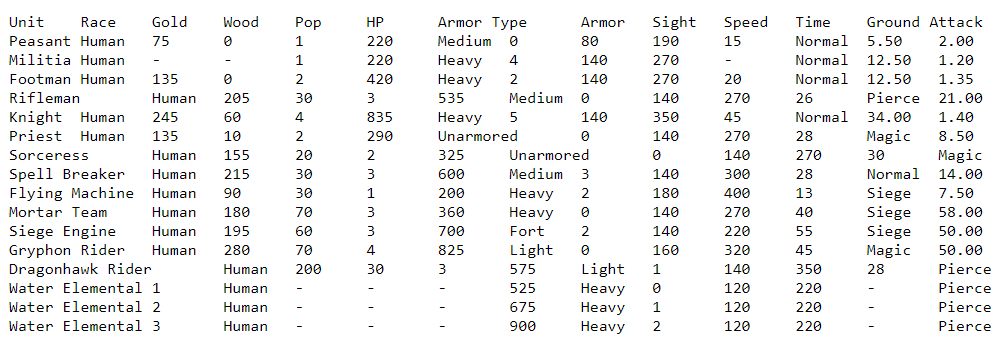 Unit Race Gold Wood Pop HP Armor Type Armor Sight Speed Time Ground Attack
Peasant Human 75 0 1 220 Medium 0 80 190 15 Normal 5.50 2.00
Militia Human - - 1 220 Heavy 4 140 270 - Normal 12.50 1.20
Footman Human 135 0 2 420 Heavy 2 140 270 20 Normal 12.50 1.35
Rifleman Human 205 30 3 535 Medium 0 140 270 26 Pierce 21.00
Knight Human 245 60 4 835 Heavy 5 140 350 45 Normal 34.00 1.40
Priest Human 135 10 2 290 Unarmored 0 140 270 28 Magic 8.50
Sorceress Human 155 20 2 325 Unarmored 0 140 270 30 Magic
Spell Breaker Human 215 30 3 600 Medium 3 140 300 28 Normal 14.00
Flying Machine Human 90 30 1 200 Heavy 2 180 400 13 Siege 7.50
Mortar Team Human 180 70 3 360 Heavy 0 140 270 40 Siege 58.00
Siege Engine Human 195 60 3 700 Fort 2 140 220 55 Siege 50.00
Gryphon Rider Human 280 70 4 825 Light 0 160 320 45 Magic 50.00
Dragonhawk Rider Human 200 30 3 575 Light 1 140 350 28 Pierce
Water Elemental 1 Human - - - 525 Heavy 0 120 220 - Pierce
Water Elemental 2 Human - - - 675 Heavy 1 120 220 - Pierce
Water Elemental 3 Human - - - 900 Heavy 2 120 220 - Pierce